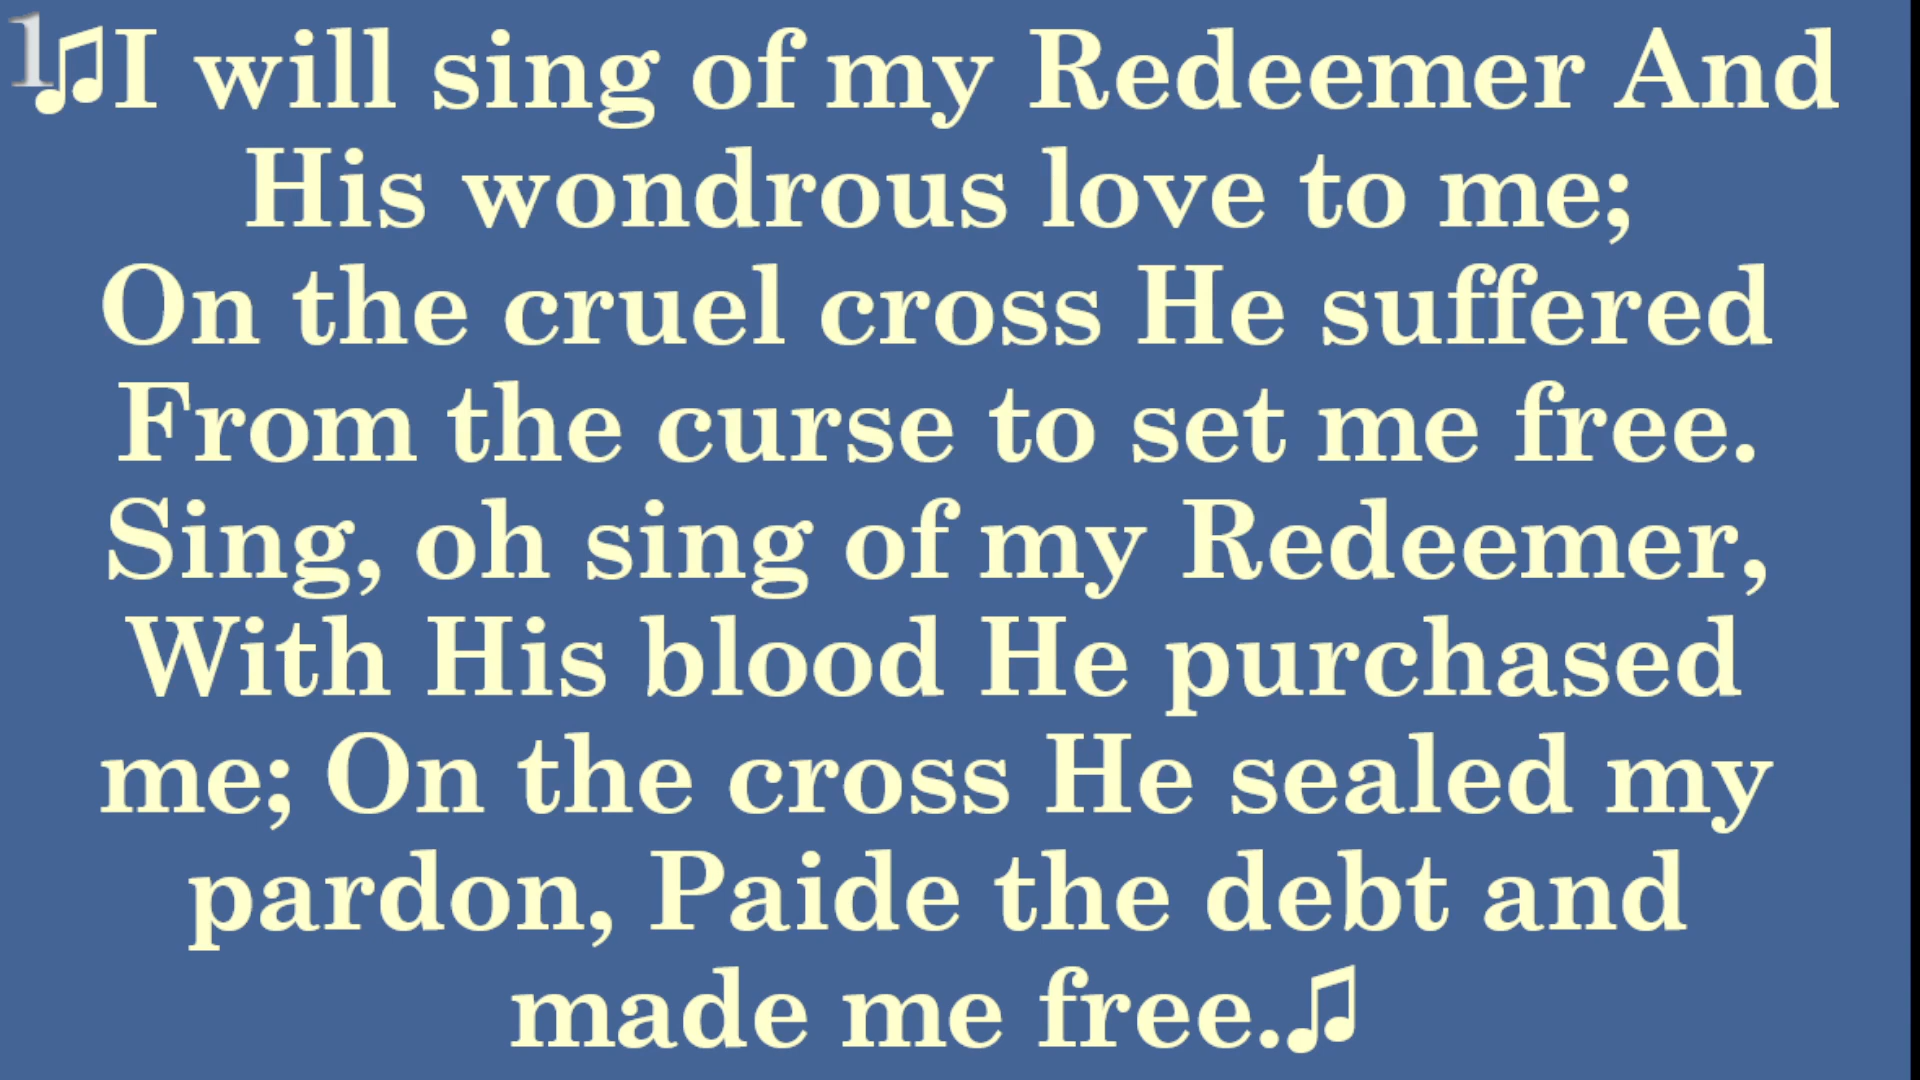 1
♫I will sing of my Redeemer And
His wondrous love to me;
On the cruel cross He suffered
From the curse to set me free.
Sing, oh sing of my Redeemer,
With His blood He purchased
me; On the cross He sealed my
pardon, Paide the debt and
made me free.♫